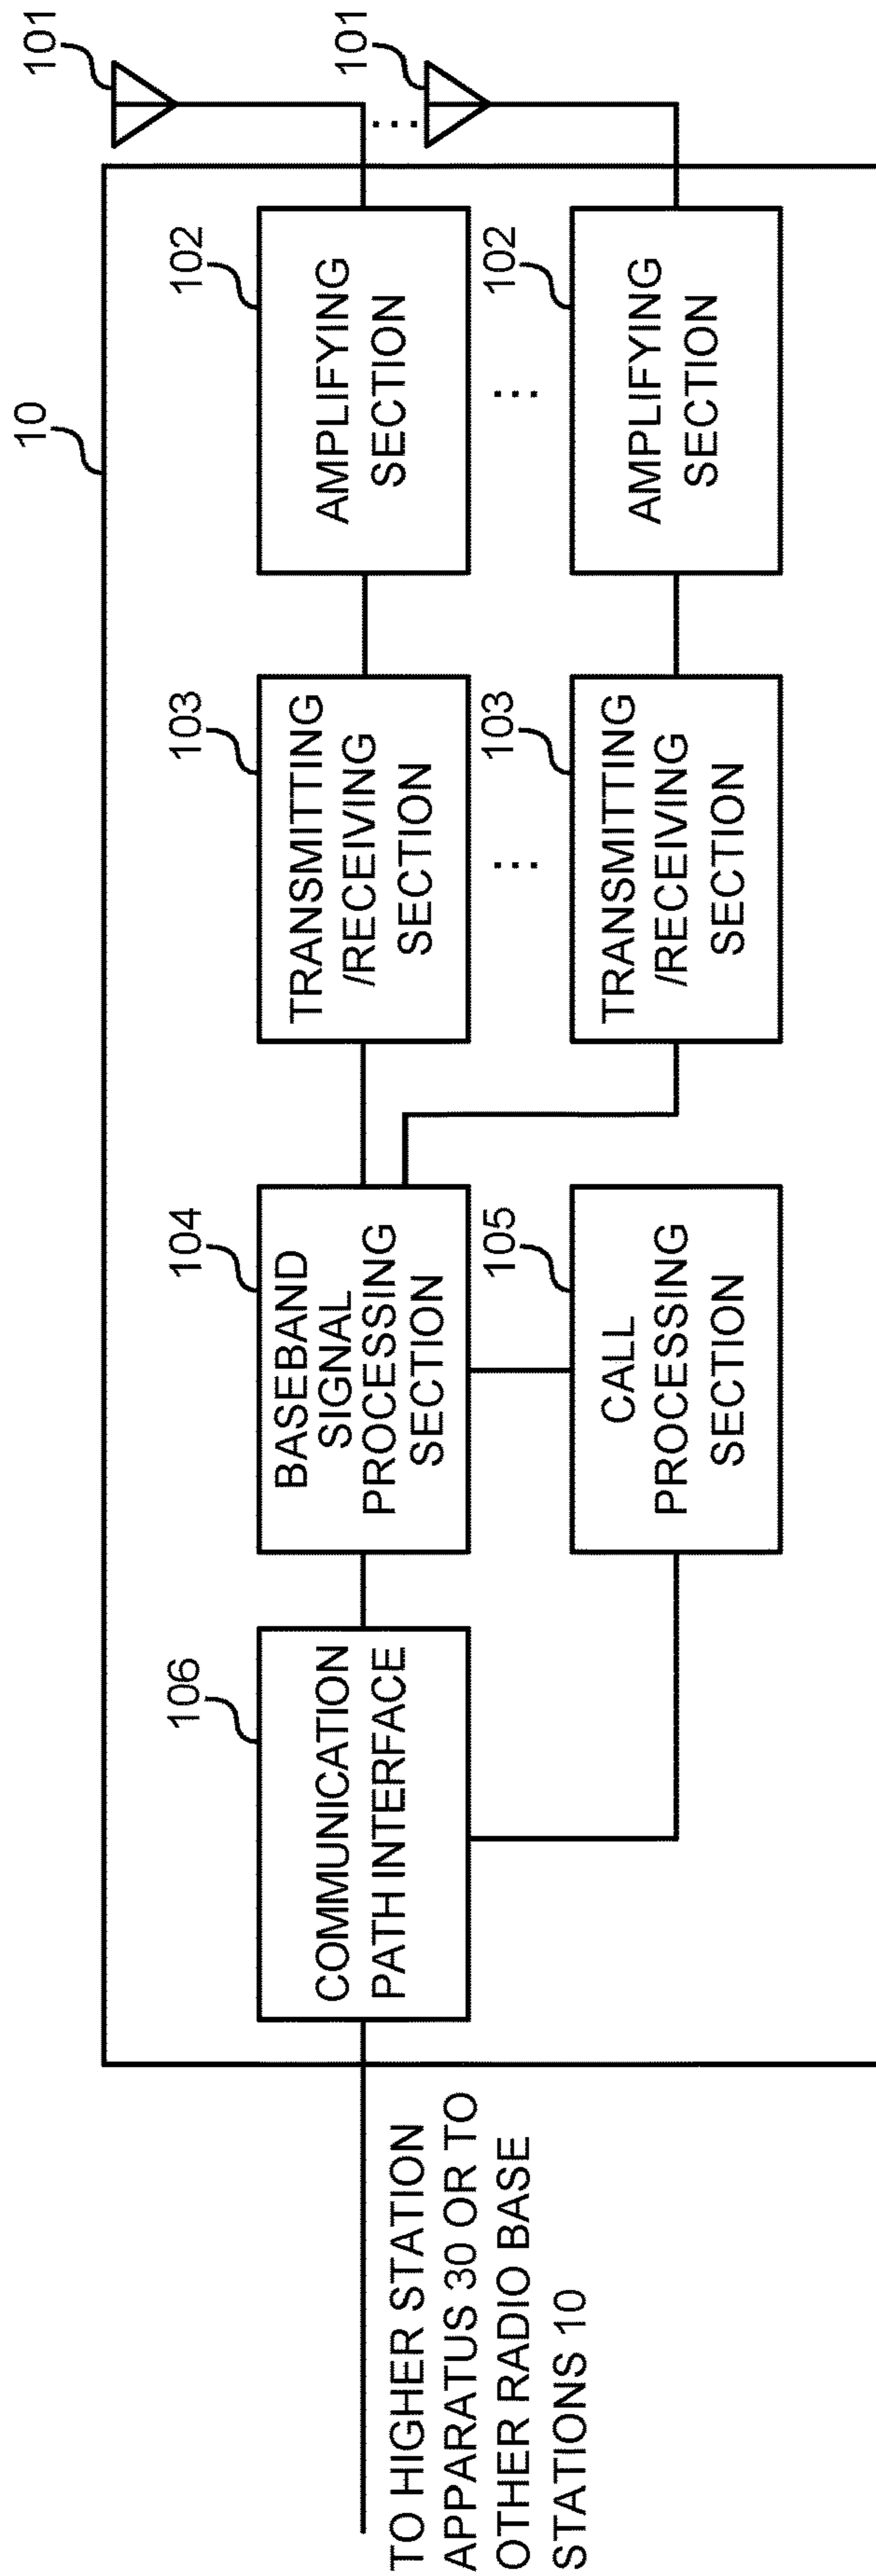 10
101
101
102
AMPLIFYING
SECTION
...
102
AMPLIFYING
SECTION
...
103
TRANSMITTING
/RECEIVING
SECTION
...
103
TRANSMITTING
/RECEIVING
SECTION
104
BASEBAND
SIGNAL
PROCESSING
SECTION
105
CALL
PROCESSING
SECTION
106
COMMUNICATION
PATH INTERFACE
TO HIGHER STATION
APPARATUS 30 OR TO
OTHER RADIO BASE
STATIONS 10